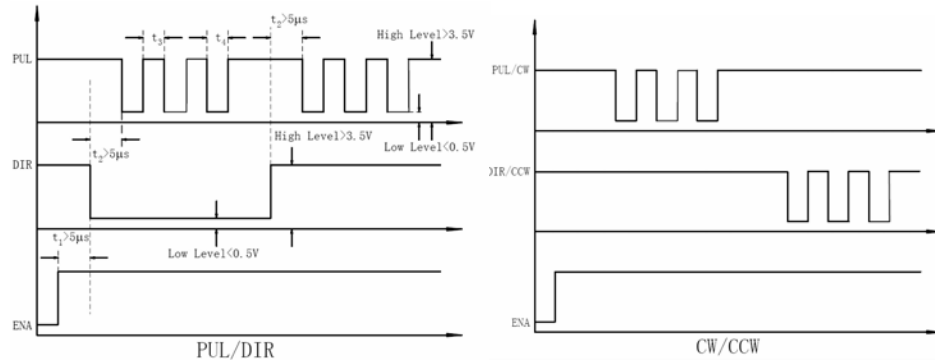 t₂>5μs
t₃
t₄
High Level>3.5V
PUL
PUL/CW
High Level>3.5V
Low Level<0.5V
t₂>5μs
DIR
DIR/CCW
t₁>5μs
Low Level<0.5V
ENA
ENA
PUL/DIR
CW/CCW